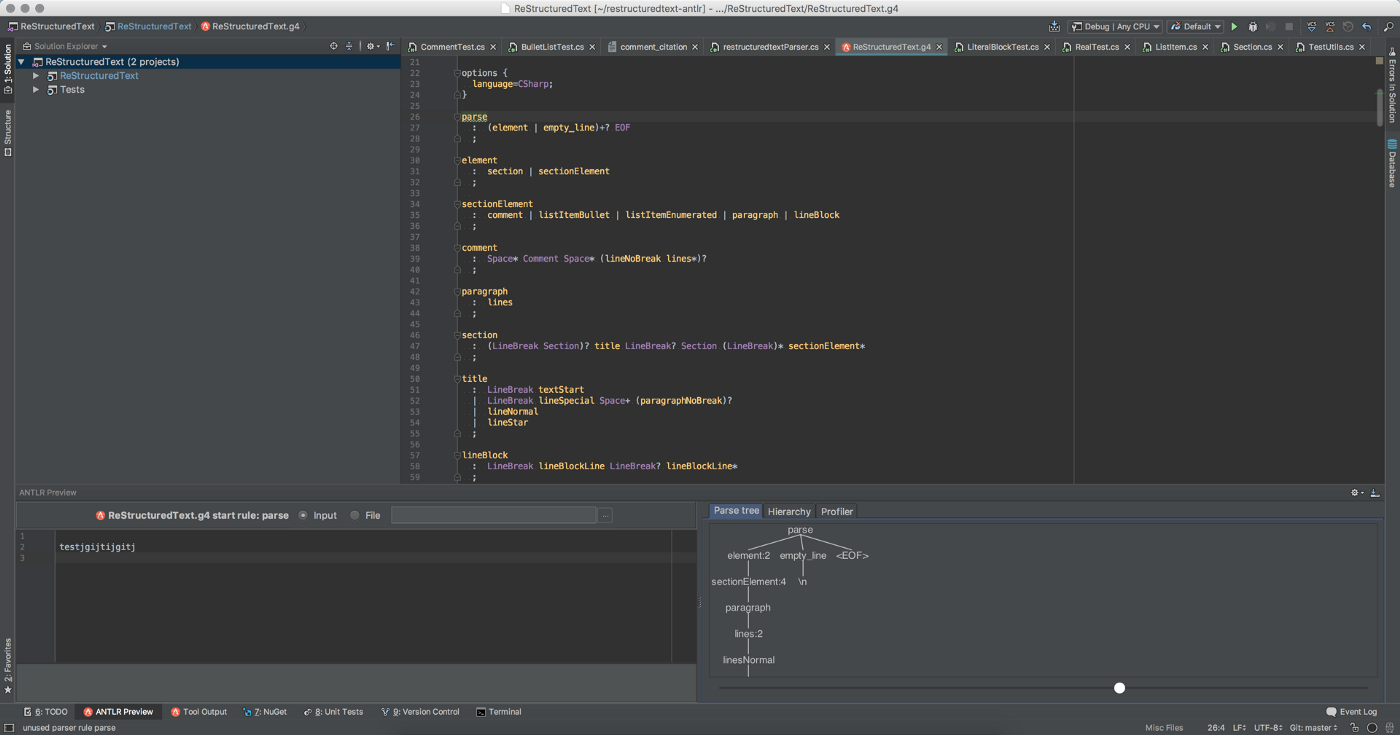 ReStructuredText [~/restructuredtext-antlr] - .../ReStructuredText/ReStructuredText.g4
ReStructuredText ReStructuredText ReStructuredText.g4 Debug | Any CPU Default VCS VCS
Solution Explorer
CommentTest.cs BulletListTest.cs comment_citation restructuredtextParser.cs ReStructuredText.g4 LiteralBlockTest.cs RealTest.cs ListItem.cs Section.cs TestUtils.cs
1: Solution
Structure
2: Favorites
ReStructuredText (2 projects)
ReStructuredText
Tests
21
22 options {
23 language=CSharp;
24 }
25
26 parse
27 : (element | empty_line)+? EOF
28 ;
29
30 element
31 : section | sectionElement
32 ;
33
34 sectionElement
35 : comment | listItemBullet | listItemEnumerated | paragraph | lineBlock
36 ;
37
38 comment
39 : Space* Comment Space* (lineNoBreak lines*)?
40 ;
41
42 paragraph
43 : lines
44 ;
45
46 section
47 : (LineBreak Section)? title LineBreak? Section (LineBreak)* sectionElement*
48 ;
49
50 title
51 : LineBreak textStart
52 | LineBreak lineSpecial Space+ (paragraphNoBreak)?
53 | lineNormal
54 | lineStar
55 ;
56
57 lineBlock
58 : LineBreak lineBlockLine LineBreak? lineBlockLine*
59 ;
Errors In Solution
Database
ANTLR Preview
ReStructuredText.g4 start rule: parse Input File ...
1
2 testjgijtijgitj
3
Parse tree Hierarchy Profiler
parse
element:2 empty_line <EOF>
sectionElement:4 \n
paragraph
lines:2
linesNormal
6: TODO ANTLR Preview Tool Output 7: NuGet 8: Unit Tests 9: Version Control Terminal Event Log
unused parser rule parse Misc Files 26:4 LF UTF-8 Git: master